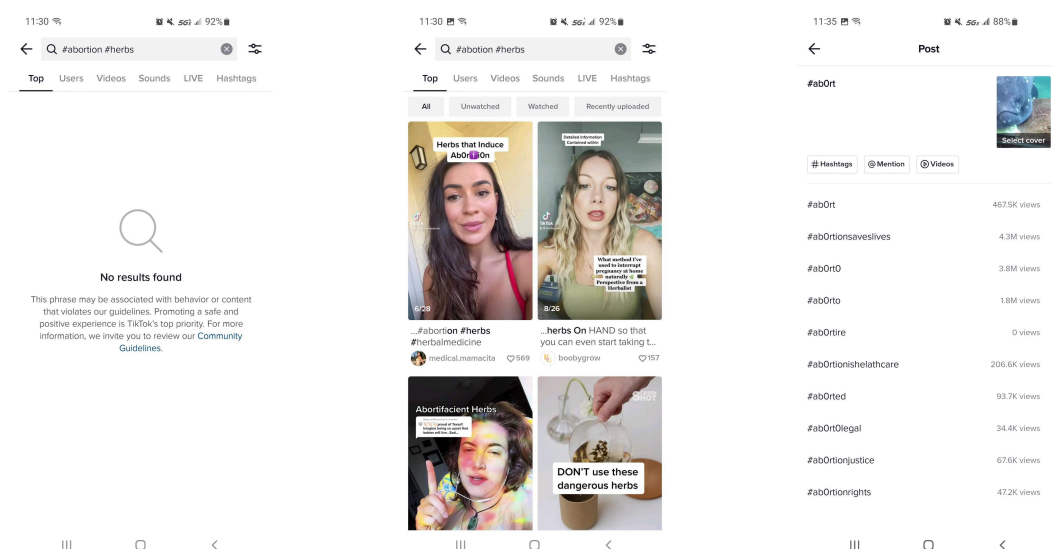 11:30
5G 92%
#abortion #herbs
Top Users Videos Sounds LIVE Hashtags
No results found
This phrase may be associated with behavior or content
that violates our guidelines. Promoting a safe and
positive experience is TikTok's top priority. For more
information, we invite you to review our Community
Guidelines.
11:30
5G 92%
#abotion #herbs
Top Users Videos Sounds LIVE Hashtags
All Unwatched Watched Recently uploaded
Herbs that Induce
Ab0r✝️i0n
TikTok
6/28
...#abortion #herbs
#herbalmedicine
medical.mamacita 569
Detailed Information
Contained within
TikTok
What method I've
used to interrupt
pregnancy at home
naturally
Perspective from a
Herbalist
8/26
...herbs On HAND so that
you can even start taking t...
boobygrow 157
Abortifacient Herbs
DON'T use these
dangerous herbs
11:35
5G 88%
Post
#ab0rt
Select cover
# Hashtags @ Mention Videos
#ab0rt 467.5K views
#ab0rtionsaveslives 4.3M views
#ab0rt0 3.8M views
#ab0rto 1.8M views
#ab0rtire 0 views
#ab0rtionishelathcare 206.6K views
#ab0rted 93.7K views
#ab0rt0legal 34.4K views
#ab0rtionjustice 67.6K views
#ab0rtionrights 47.2K views